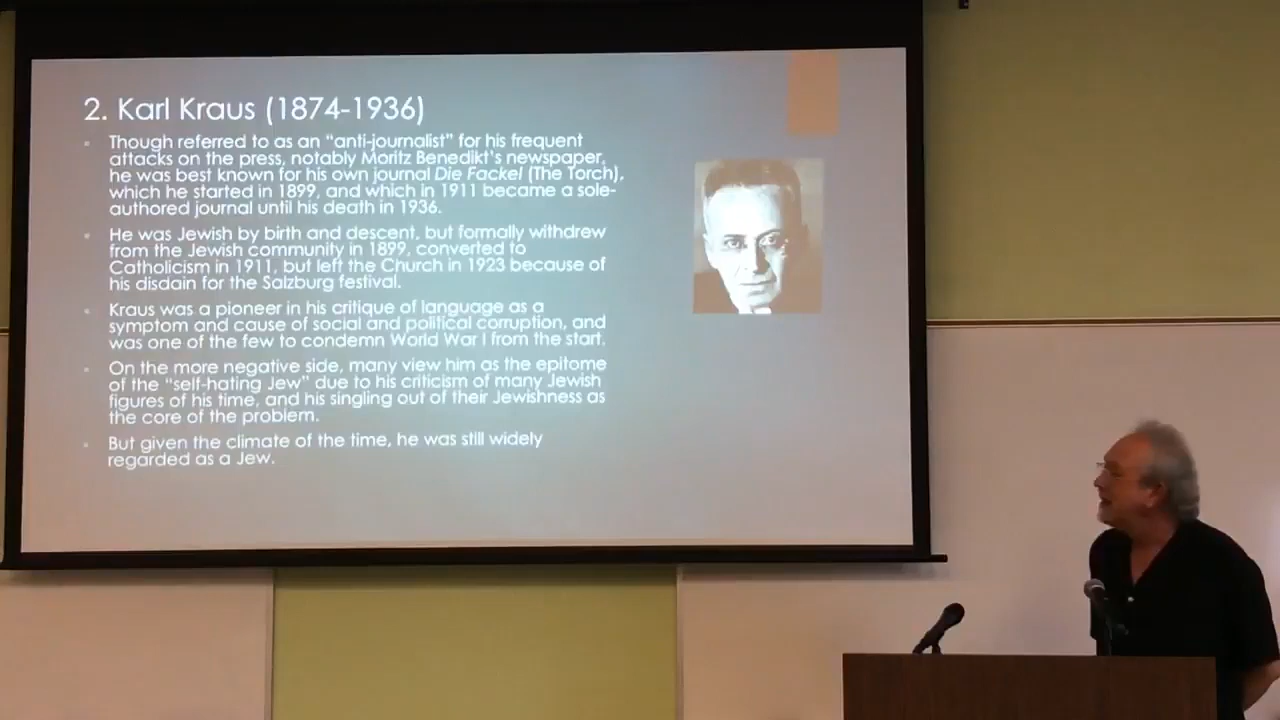 2. Karl Kraus (1874-1936)
Though referred to as an “anti-journalist” for his frequent
attacks on the press, notably Moritz Benedikt’s newspaper,
he was best known for his own journal Die Fackel (The Torch),
which he started in 1899, and which in 1911 became a sole-
authored journal until his death in 1936.
He was Jewish by birth and descent, but formally withdrew
from the Jewish community in 1899, converted to
Catholicism in 1911, but left the Church in 1923 because of
his disdain for the Salzburg festival.
Kraus was a pioneer in his critique of language as a
symptom and cause of social and political corruption, and
was one of the few to condemn World War I from the start.
On the more negative side, many view him as the epitome
of the “self-hating Jew” due to his criticism of many Jewish
figures of his time, and his singling out of their Jewishness as
the core of the problem.
But given the climate of the time, he was still widely
regarded as a Jew.